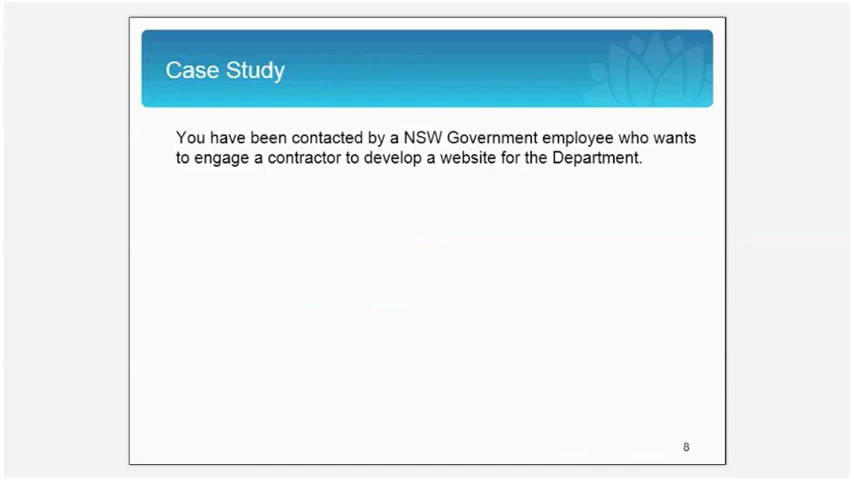 Case Study
You have been contacted by a NSW Government employee who wants
to engage a contractor to develop a website for the Department.
8